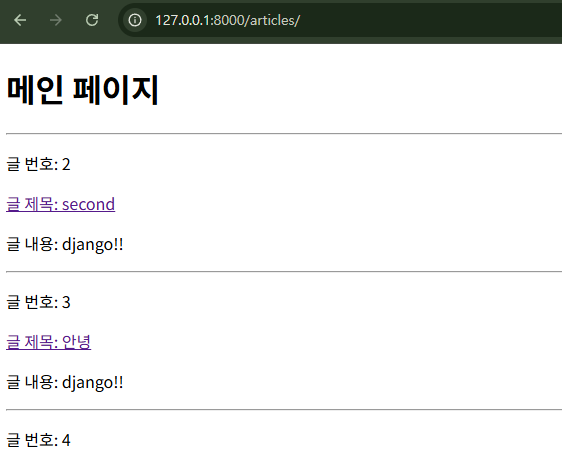 127.0.0.1:8000/articles/
메인 페이지
글 번호: 2
글 제목: second
글 내용: django!!
글 번호: 3
글 제목: 안녕
글 내용: django!!
글 번호: 4